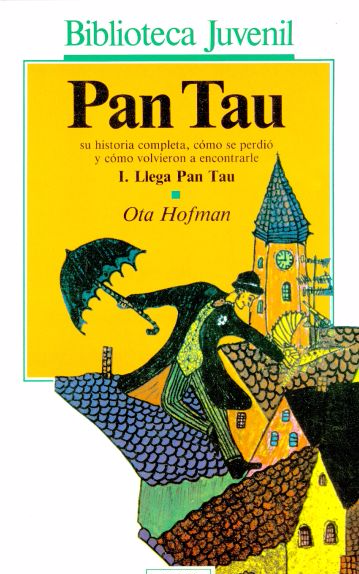 Biblioteca Juvenil
Pan Tau
su historia completa, cómo se perdió
y cómo volvieron a encontrarle
I. Llega Pan Tau
Ota Hofman